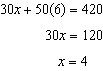 30x + 50(6) = 420
30x = 120
x = 4